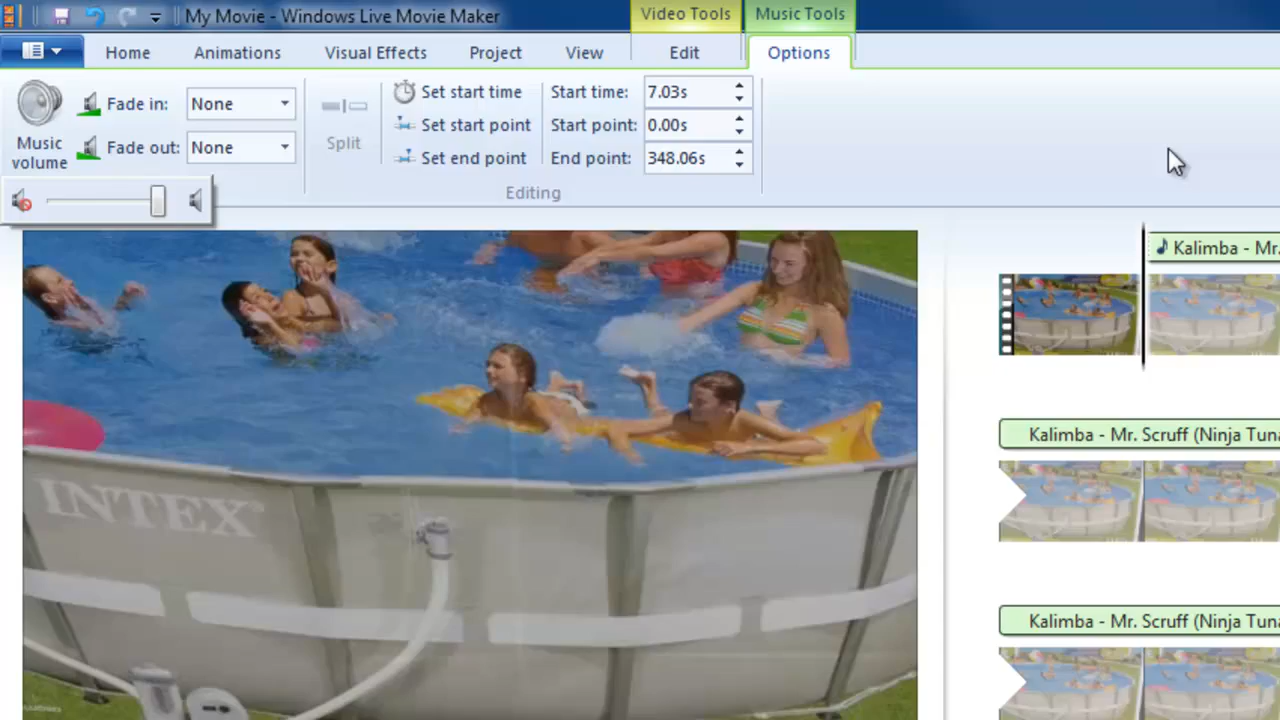 My Movie - Windows Live Movie Maker
Video Tools
Music Tools
Home
Animations
Visual Effects
Project
View
Edit
Options
Music volume
Fade in:
None
Fade out:
None
Split
Set start time
Set start point
Set end point
Start time:
7.03s
Start point:
0.00s
End point:
348.06s
Editing
INTEX
Kalimba - Mr.
Kalimba - Mr. Scruff (Ninja Tuna
Kalimba - Mr. Scruff (Ninja Tuna